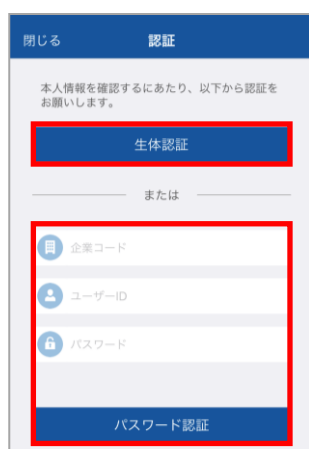 閉じる 認証
本人情報を確認するにあたり、以下から認証を
お願いします。
生体認証
または
企業コード
ユーザーID
パスワード
パスワード認証